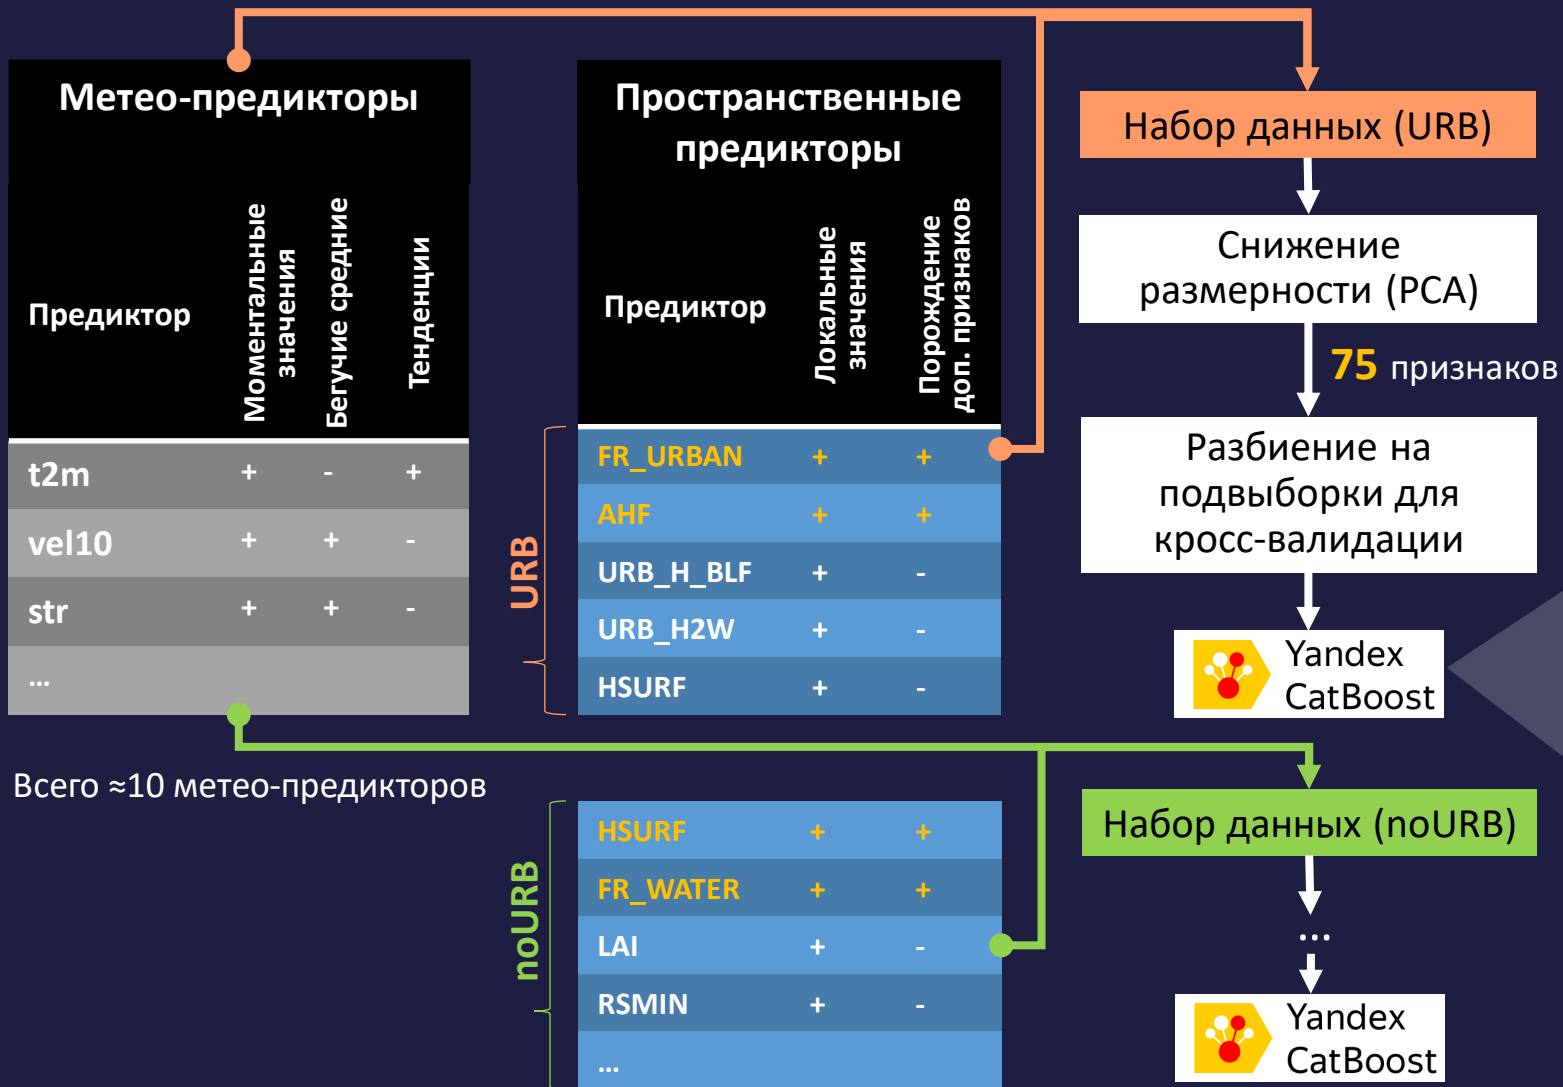 Метео-предикторы
Предиктор
Моментальные
значения
Бегучие средние
Тенденции
t2m + - +
vel10 + + -
str + + -
...
Всего ≈10 метео-предикторов
Пространственные
предикторы
Предиктор
Локальные
значения
Порождение
доп. признаков
URB
FR_URBAN + +
AHF + +
URB_H_BLF + -
URB_H2W + -
HSURF + -
noURB
HSURF + +
FR_WATER + +
LAI + -
RSMIN + -
...
Набор данных (URB)
Снижение
размерности (PCA)
75 признаков
Разбиение на
подвыборки для
кросс-валидации
Yandex
CatBoost
Набор данных (noURB)
...
Yandex
CatBoost